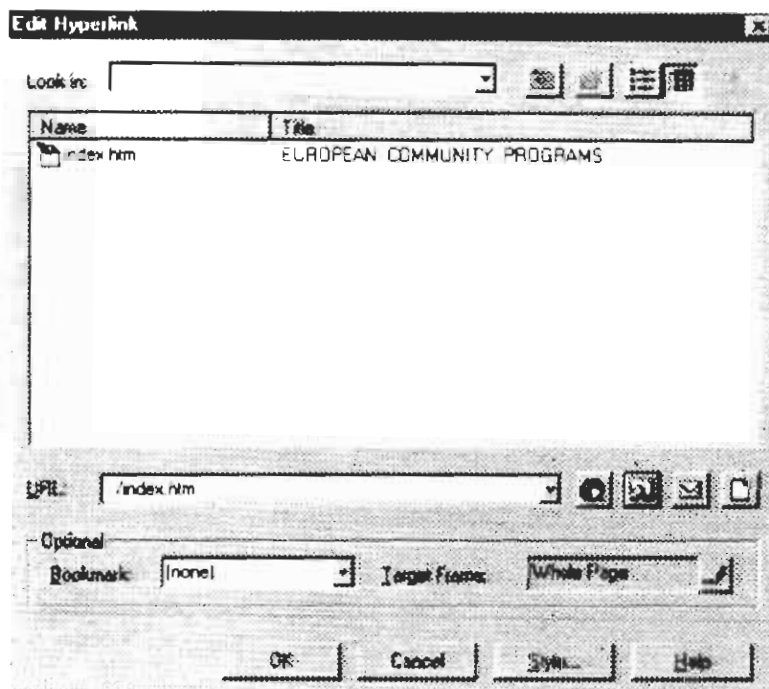 Edit Hyperlink
Look in:
Name Title
index.htm EUROPEAN COMMUNITY PROGRAMS
URL: /index.htm
Optional
Bookmark: (none) Target Frame: Whole Page
OK Cancel Style... Help